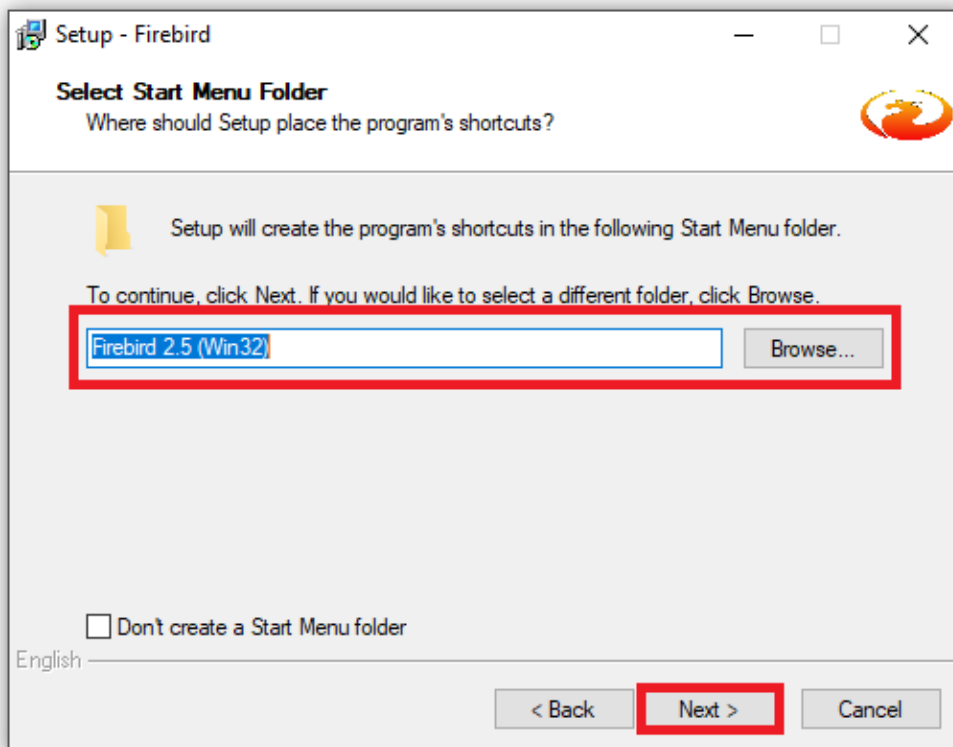 Setup - Firebird
Select Start Menu Folder
Where should Setup place the program's shortcuts?
Setup will create the program's shortcuts in the following Start Menu folder.
To continue, click Next. If you would like to select a different folder, click Browse.
Firebird 2.5 (Win32)
Browse...
Don't create a Start Menu folder
English
< Back
Next >
Cancel